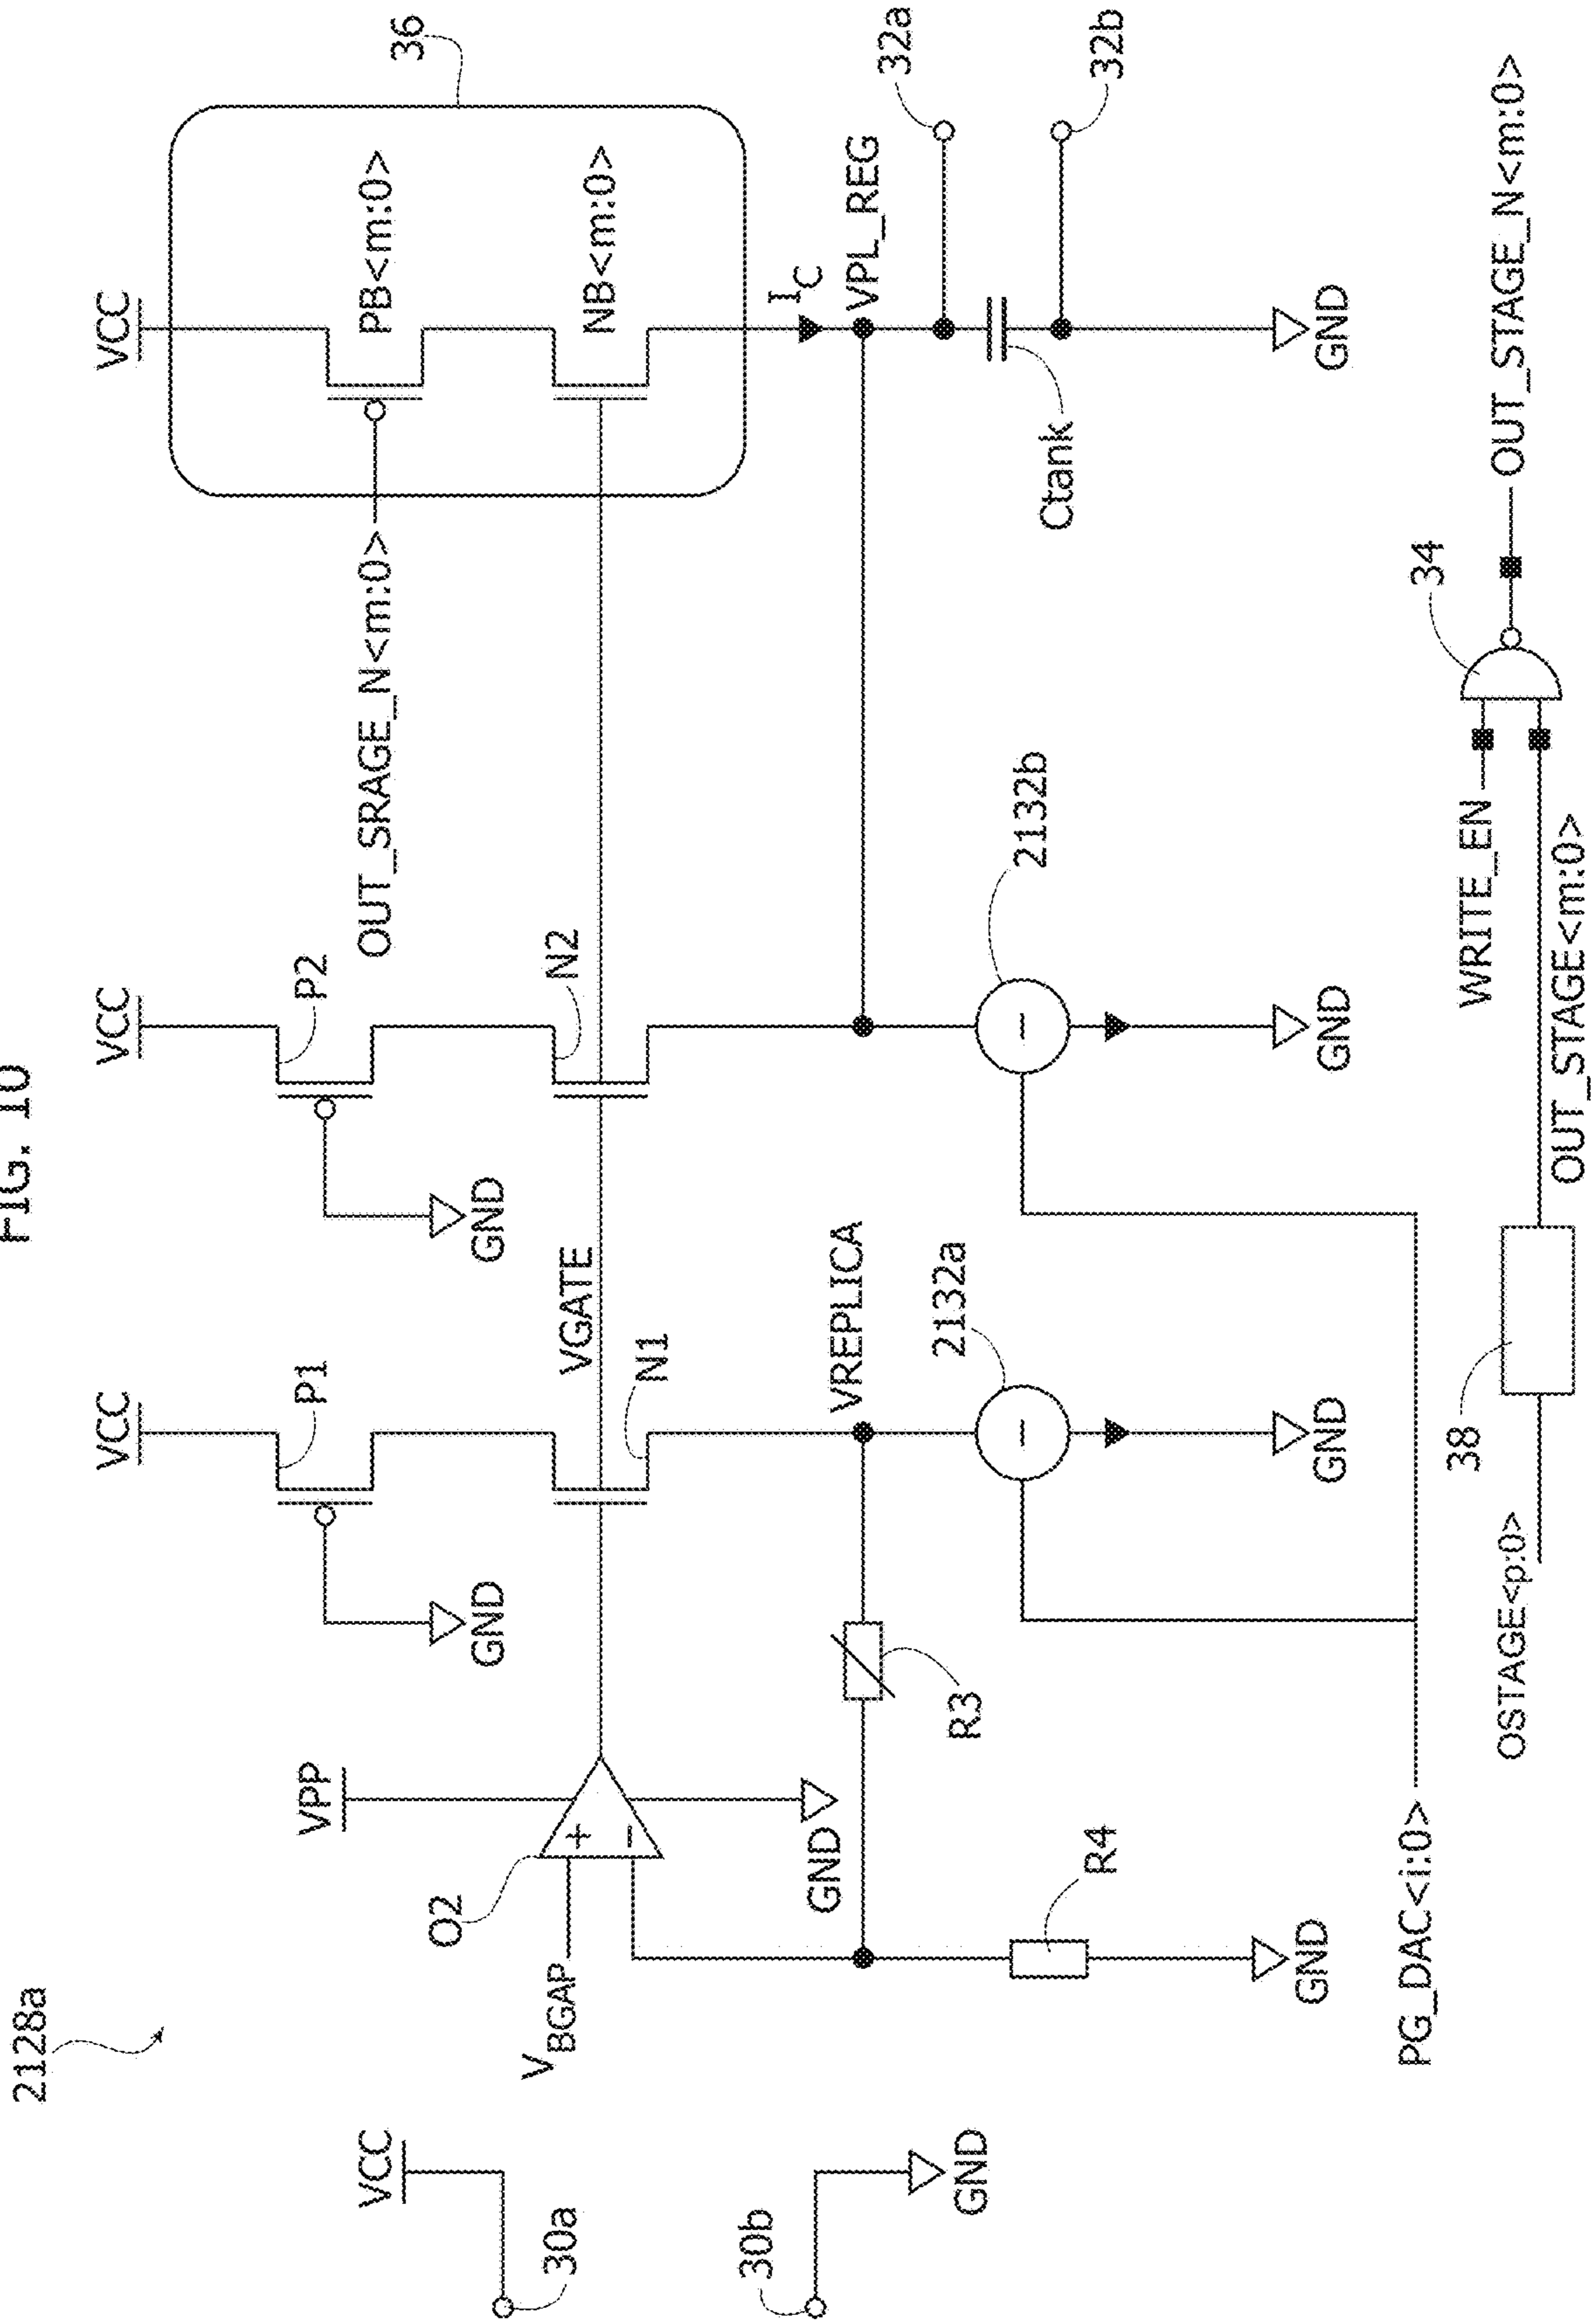 FIG. 10
2128a
VCC
30a
30b
GND
VPP
O2
VBGAP
GND
R3
R4
GND
VCC
P1
GND
VGATE
N1
VREPLICA
2132a
GND
PG_DAC<i:0>
VCC
P2
GND
N2
2132b
GND
VCC
36
PB<m:0>
OUT_SRAGE_N<m:0>
NB<m:0>
IC
VPL_REG
32a
Ctank
32b
GND
OSTAGE<p:0>
38
OUT_STAGE<m:0>
WRITE_EN
34
OUT_STAGE_N<m:0>